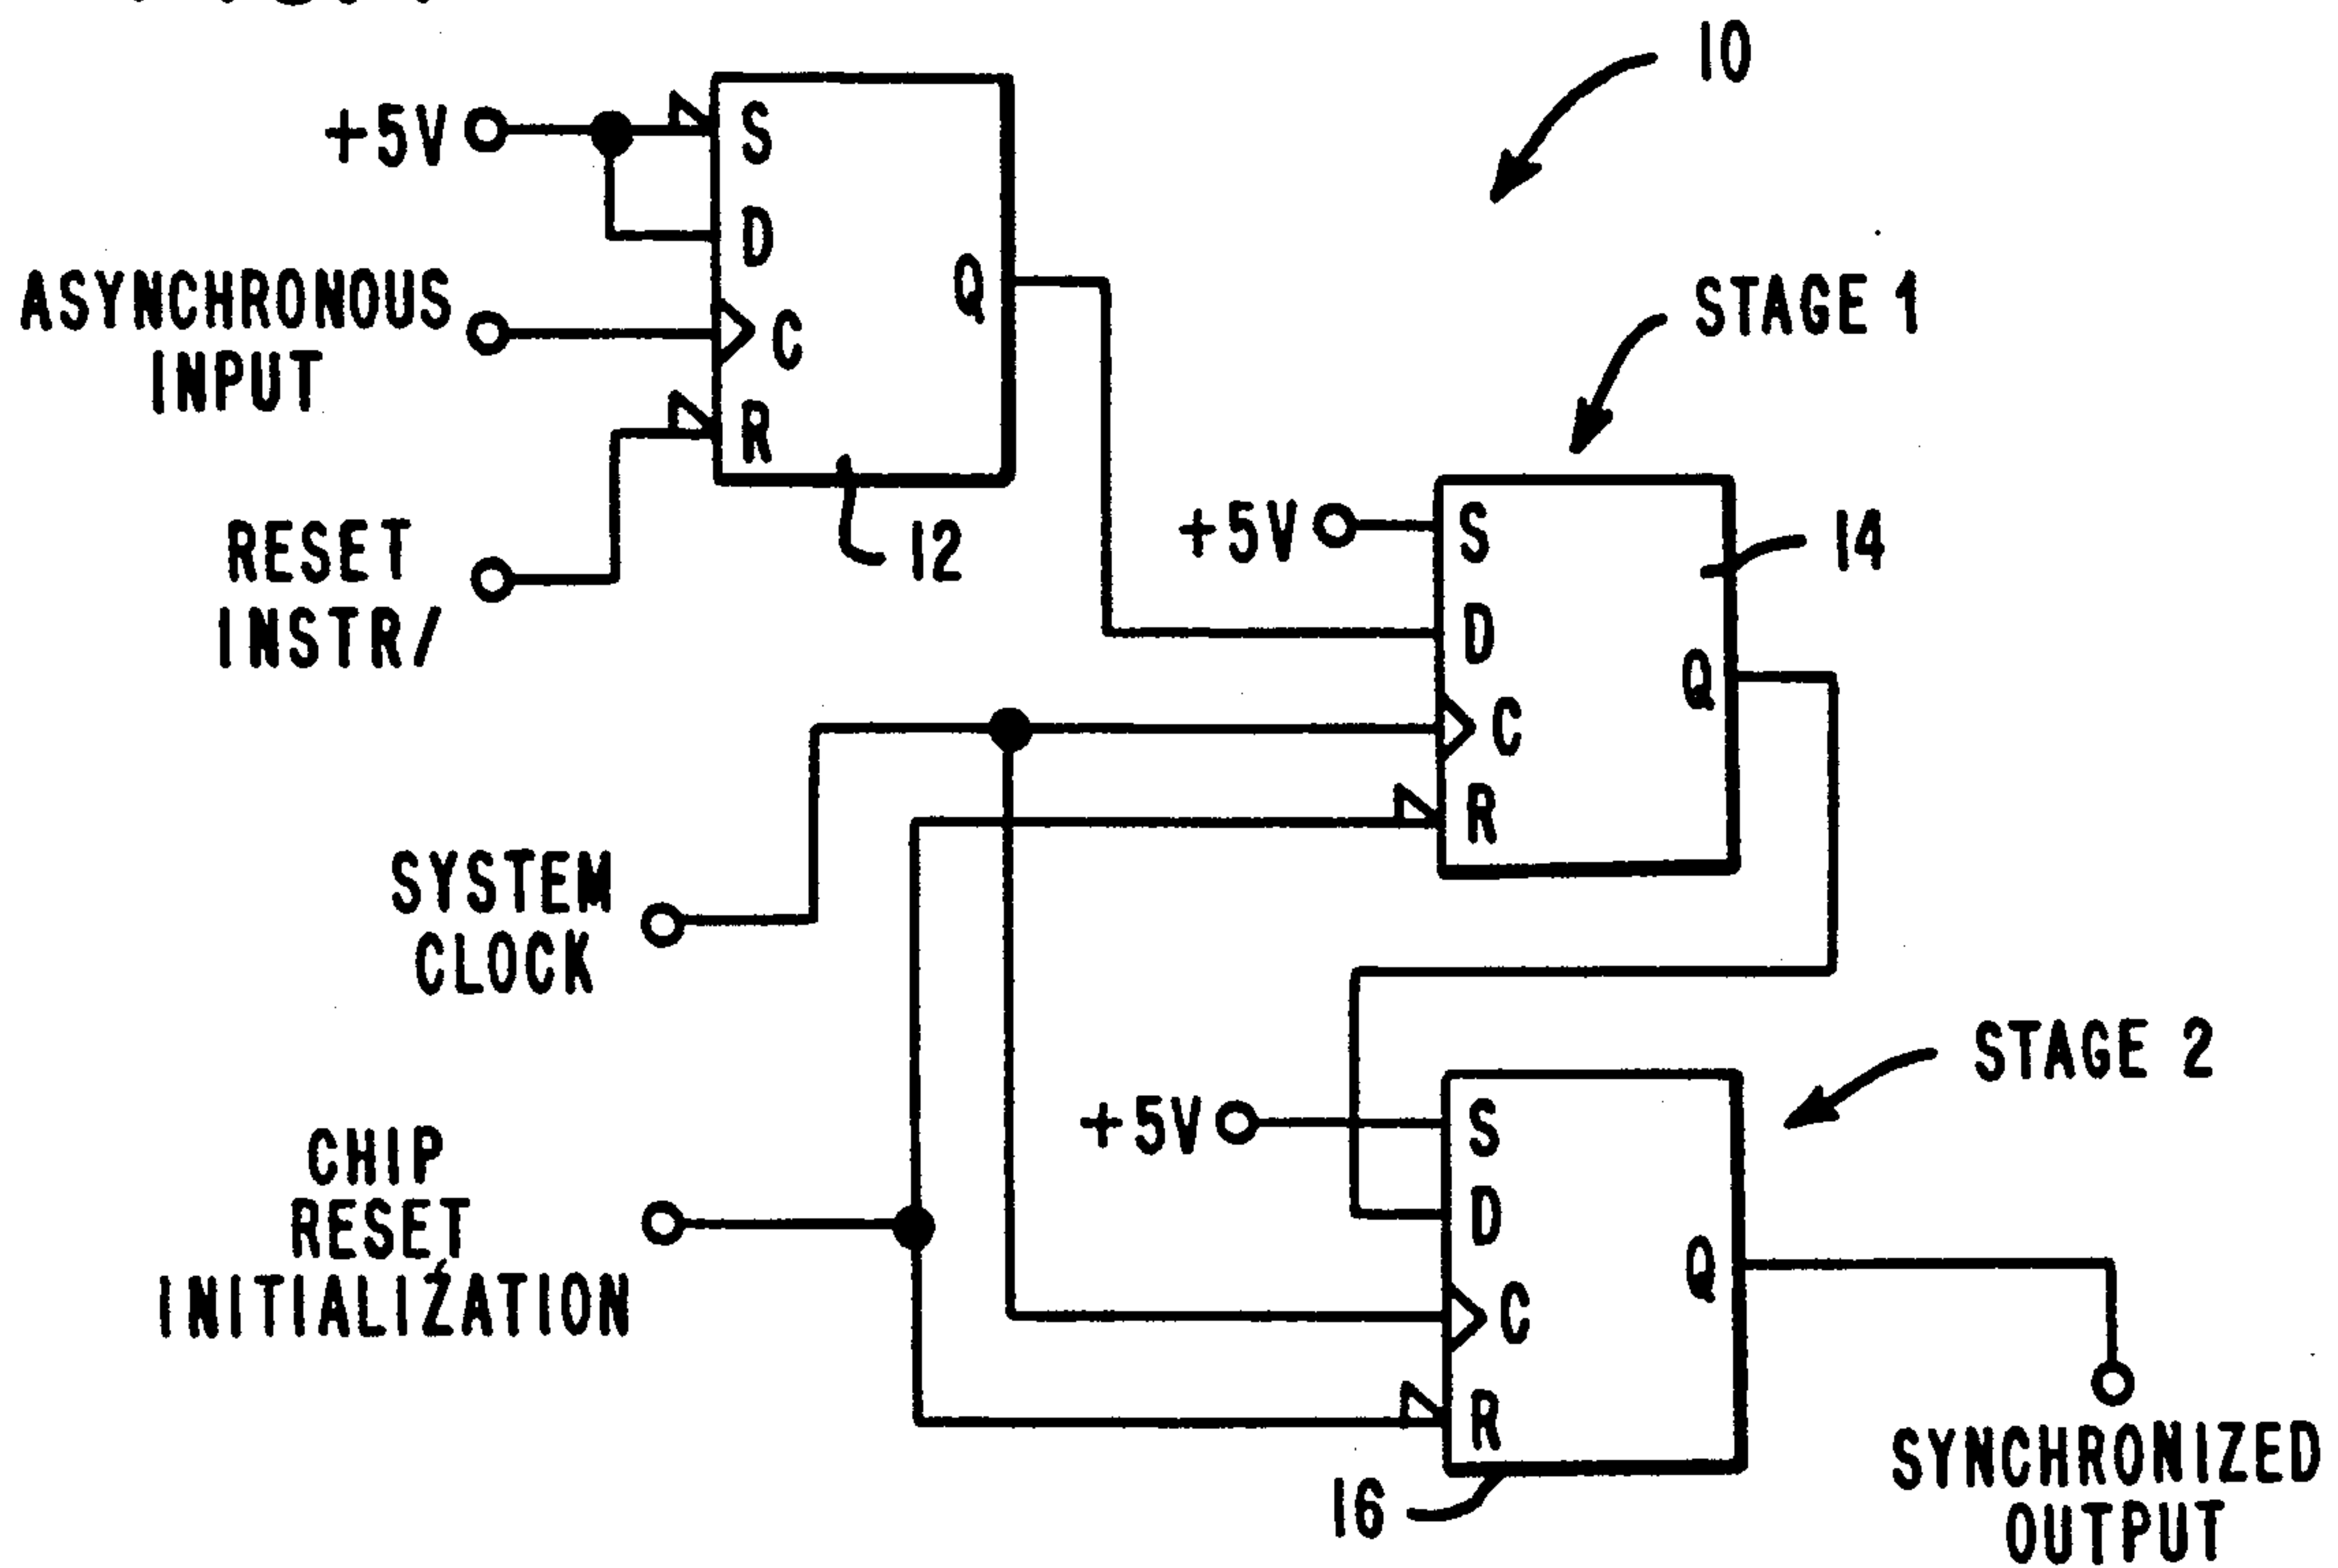 10
+5V
S
D
Q
ASYNCHRONOUS
INPUT
C
R
STAGE 1
RESET
INSTR/
12
+5V
S
14
D
Q
C
R
SYSTEM
CLOCK
STAGE 2
+5V
S
CHIP
RESET
INITIALIZATION
D
Q
C
R
16
SYNCHRONIZED
OUTPUT